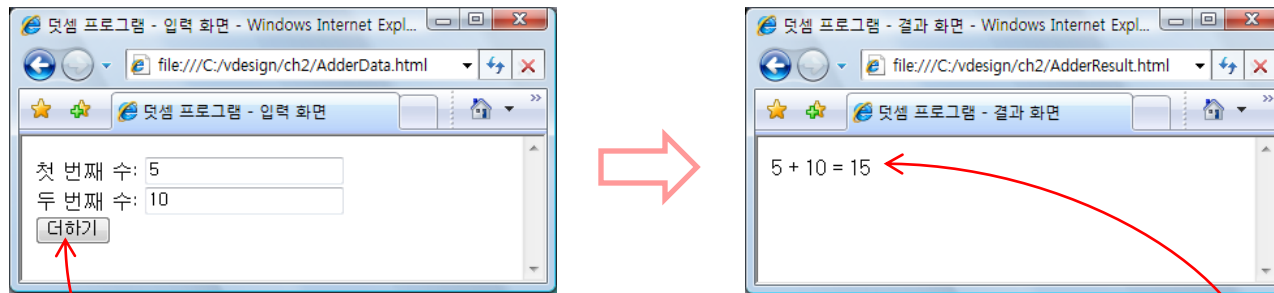 덧셈 프로그램 - 입력 화면 - Windows Internet Expl...
file:///C:/vdesign/ch2/AdderData.html
덧셈 프로그램 - 입력 화면
첫 번째 수: 5
두 번째 수: 10
더하기
덧셈 프로그램 - 결과 화면 - Windows Internet Expl...
file:///C:/vdesign/ch2/AdderResult.html
덧셈 프로그램 - 결과 화면
5 + 10 = 15